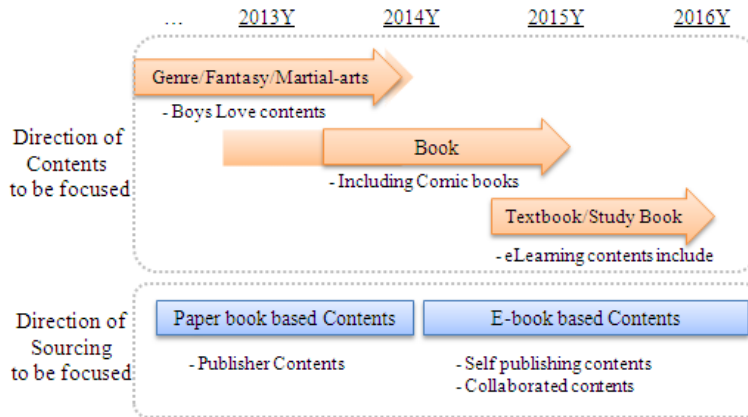 ... 2013Y 2014Y 2015Y 2016Y
Direction of
Contents
to be focused
Genre/Fantasy/Martial-arts
- Boys Love contents
Book
- Including Comic books
Textbook/Study Book
- eLearning contents include
Direction of
Sourcing
to be focused
Paper book based Contents
- Publisher Contents
E-book based Contents
- Self publishing contents
- Collaborated contents